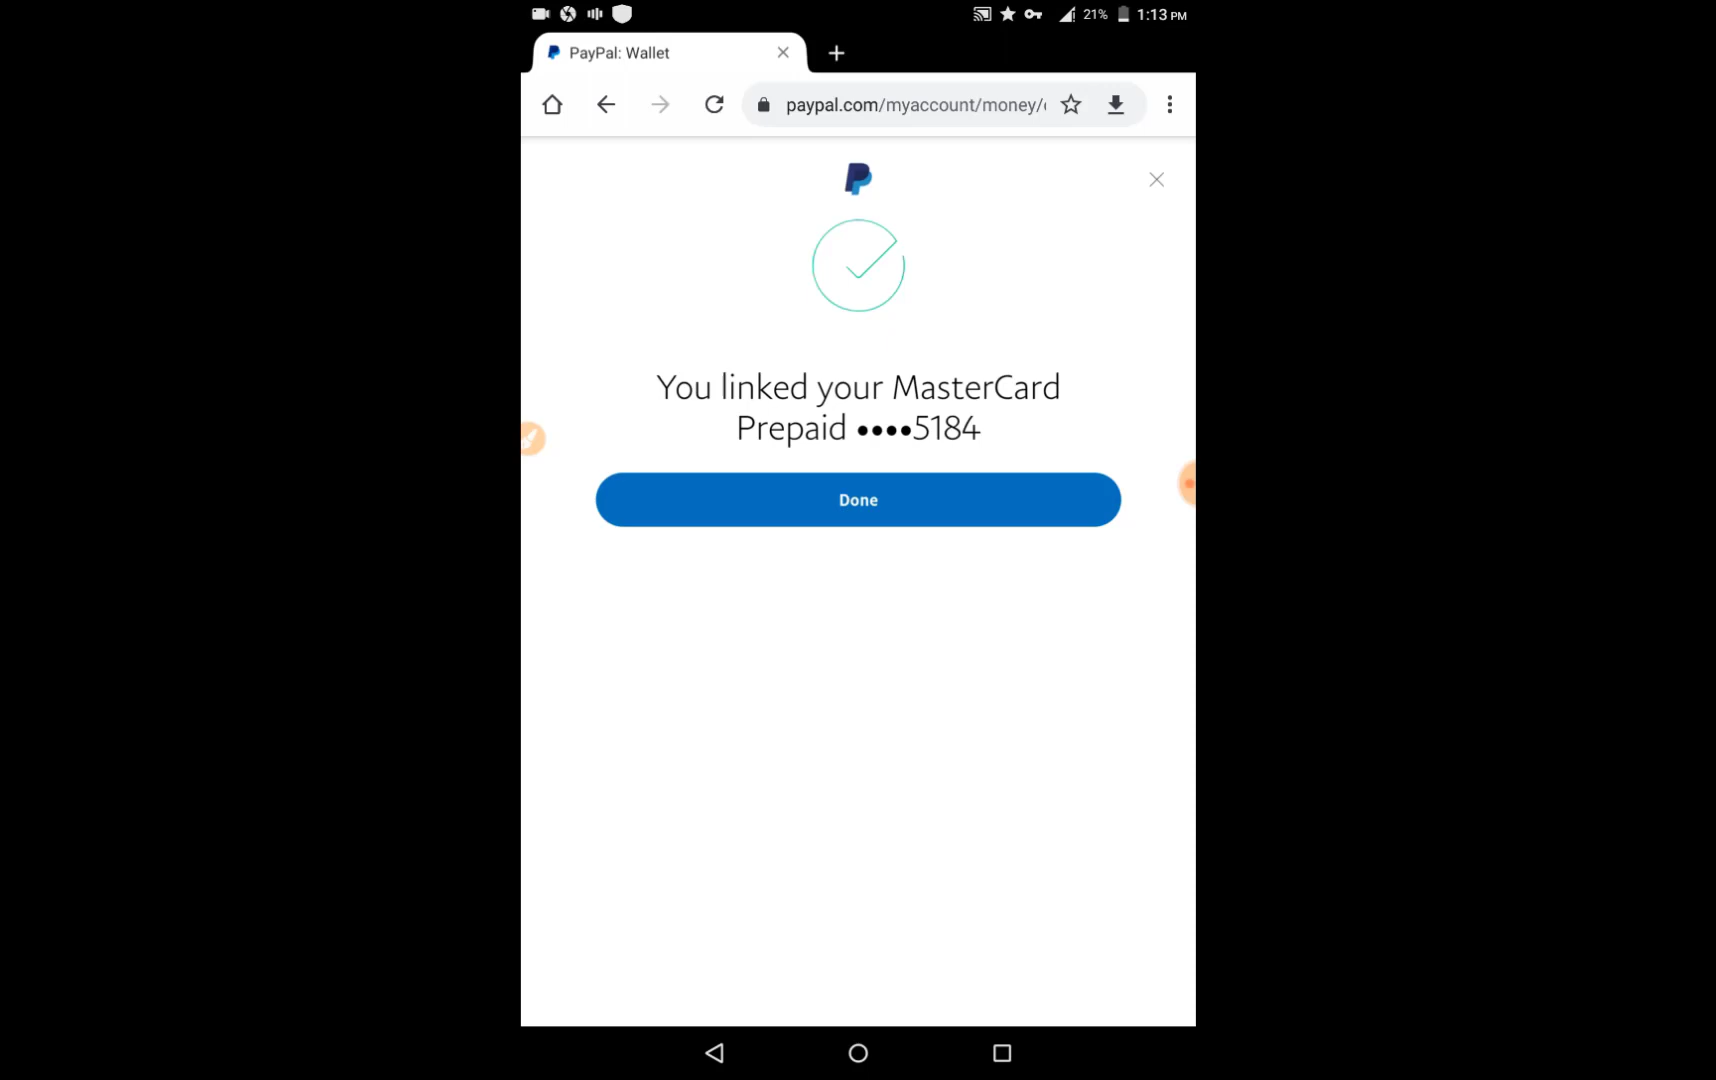 21% 1:13 PM
PayPal: Wallet
paypal.com/myaccount/money/
You linked your MasterCard
Prepaid ••••5184
Done